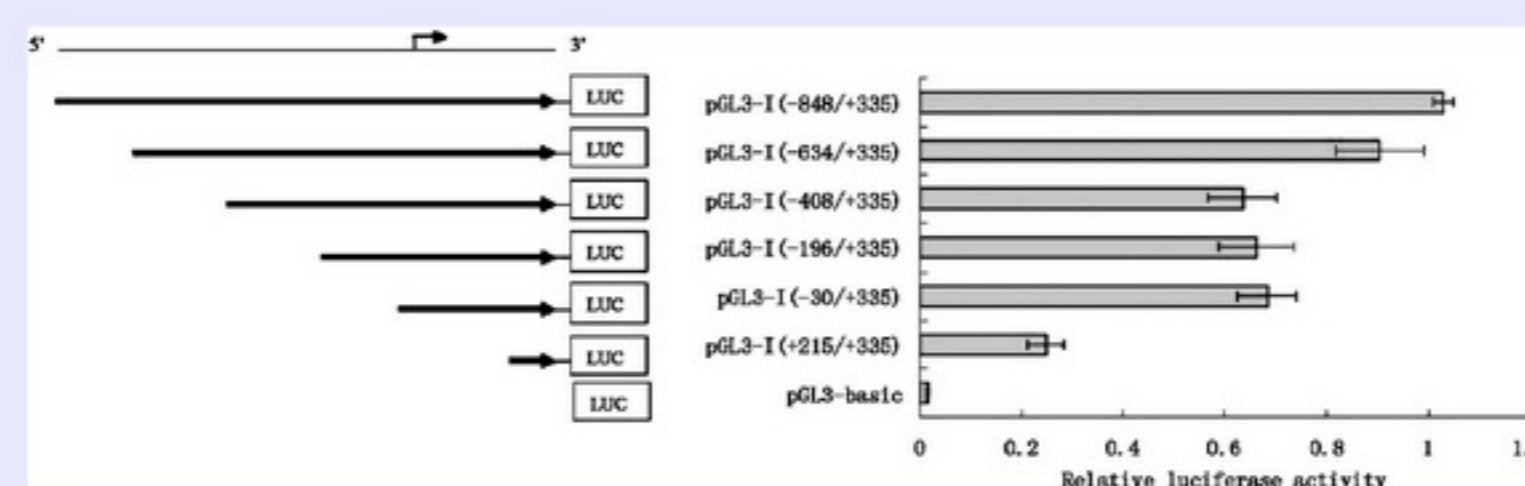 5' 3'
LUC pGL3-I(-848/+335)
LUC pGL3-I(-634/+335)
LUC pGL3-I(-408/+335)
LUC pGL3-I(-196/+335)
LUC pGL3-I(-30/+335)
LUC pGL3-I(+215/+335)
LUC pGL3-basic
0 0.2 0.4 0.6 0.8 1
Relative luciferase activity